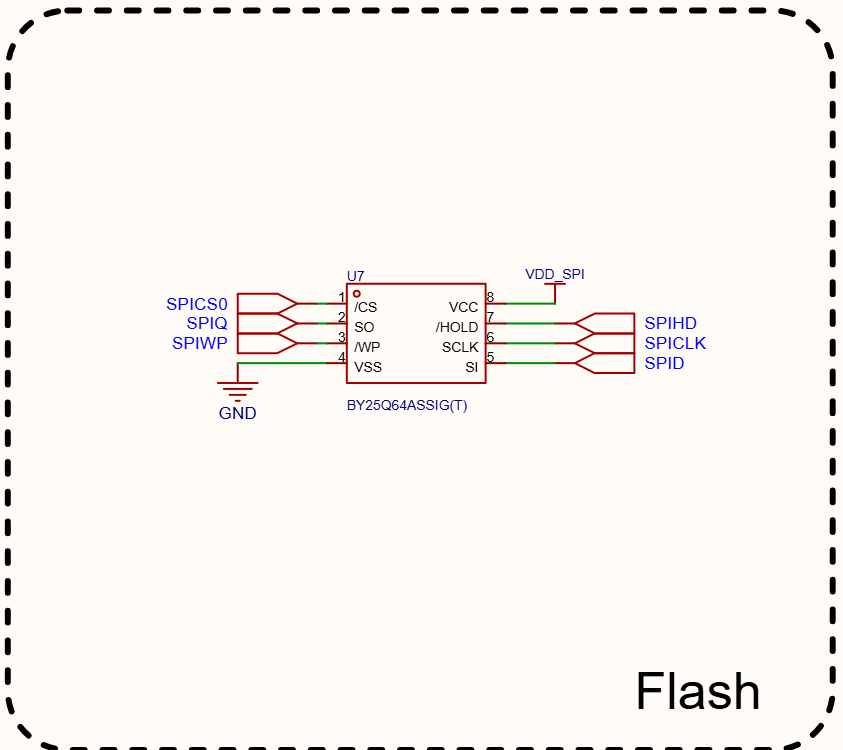 U7
VDD_SPI
SPICS0
1
/CS
VCC
8
SPIQ
2
SO
/HOLD
7
SPIHD
SPIWP
3
/WP
SCLK
6
SPICLK
4
VSS
SI
5
SPID
GND
BY25Q64ASSIG(T)
Flash